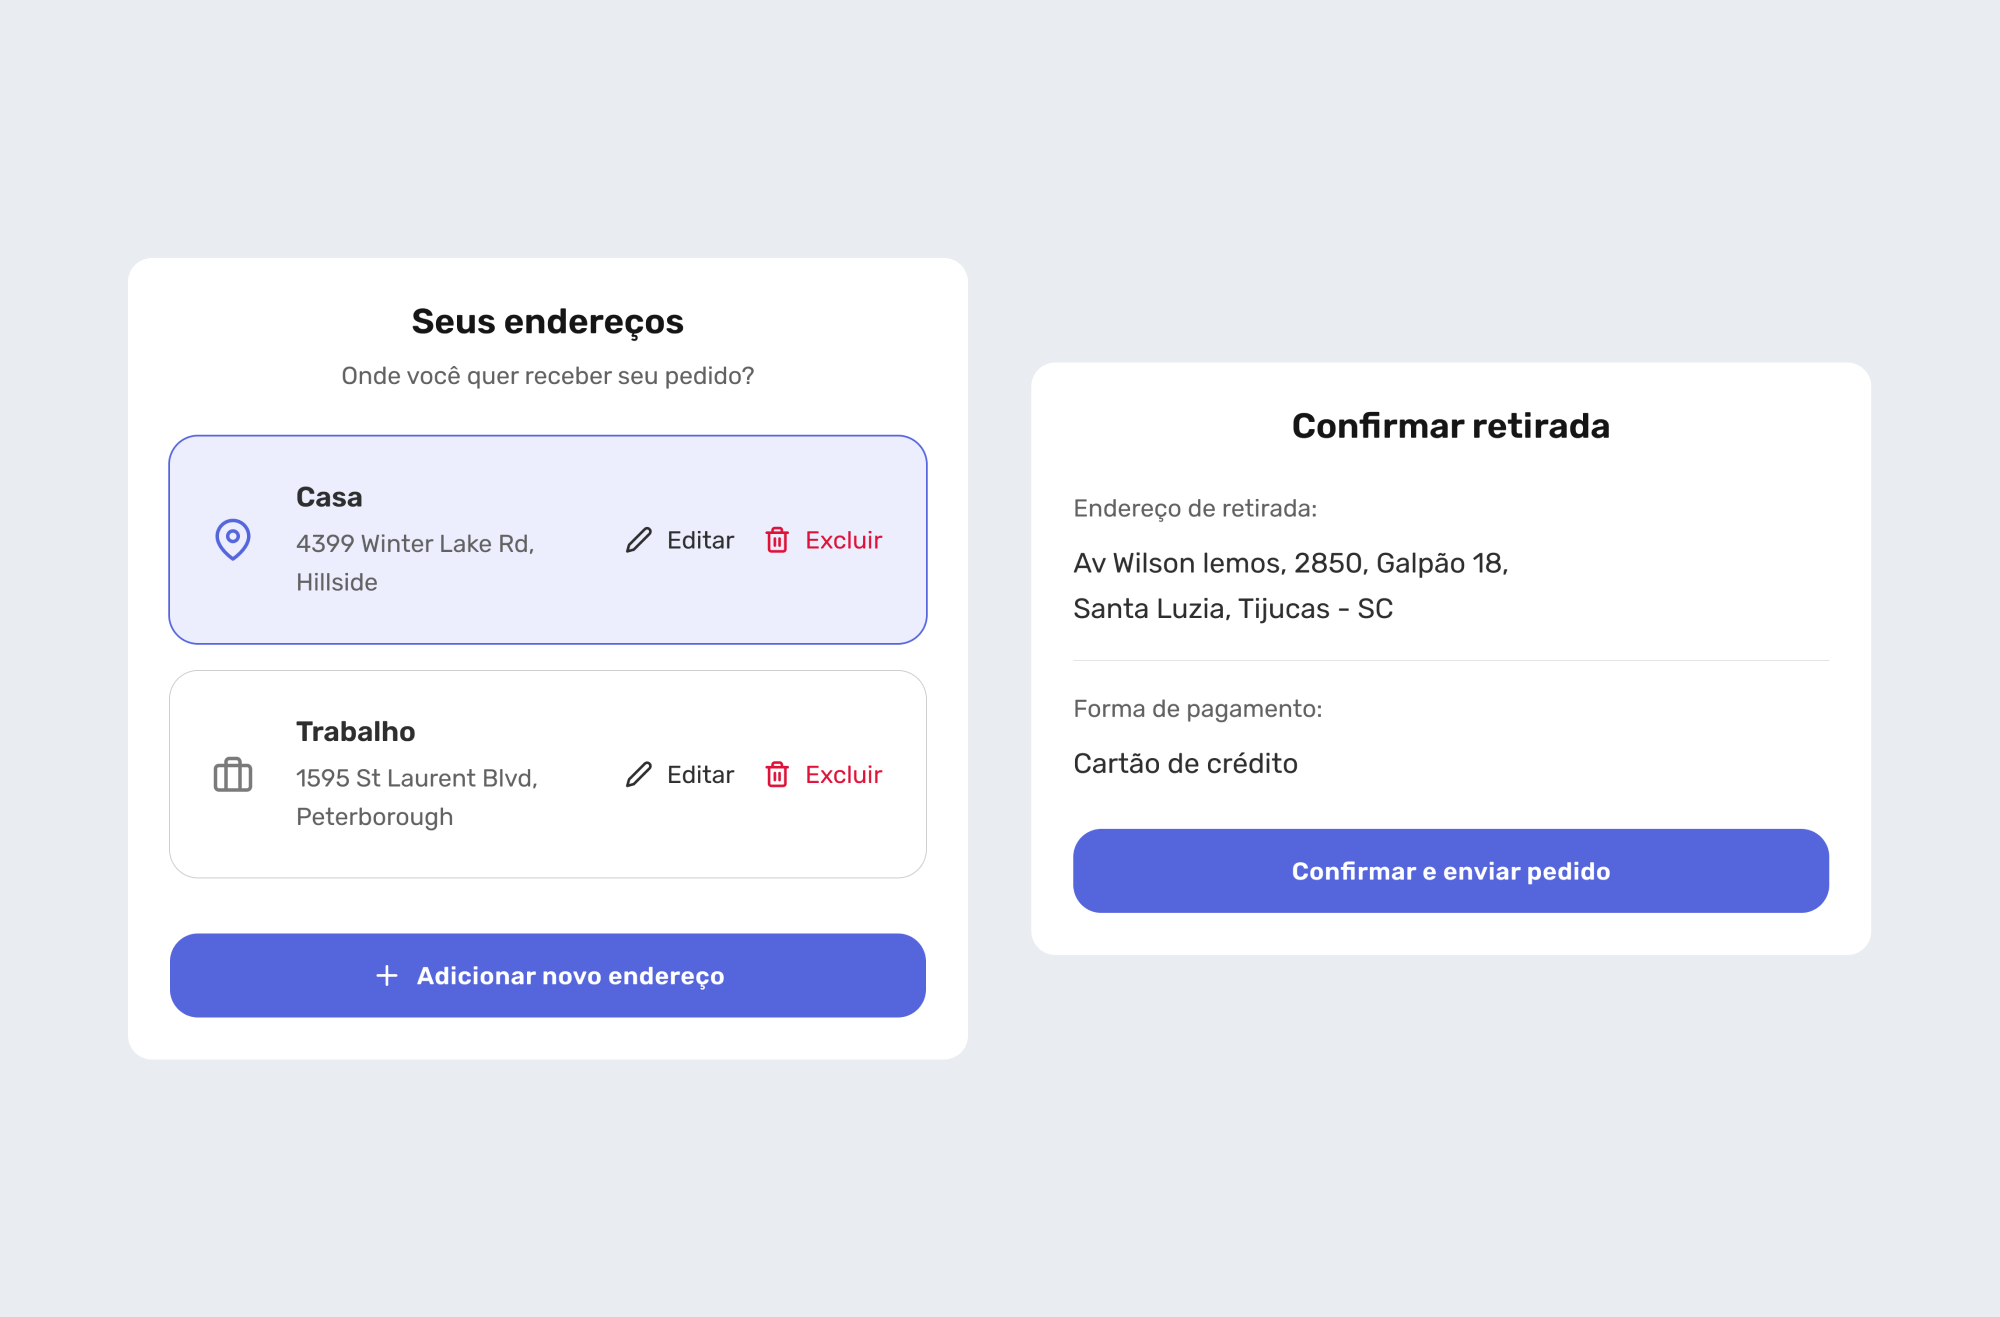 Seus endereços
Onde você quer receber seu pedido?
Casa
4399 Winter Lake Rd,
Hillside
Editar
Excluir
Trabalho
1595 St Laurent Blvd,
Peterborough
Editar
Excluir
Adicionar novo endereço
Confirmar retirada
Endereço de retirada:
Av Wilson lemos, 2850, Galpão 18,
Santa Luzia, Tijucas - SC
Forma de pagamento:
Cartão de crédito
Confirmar e enviar pedido